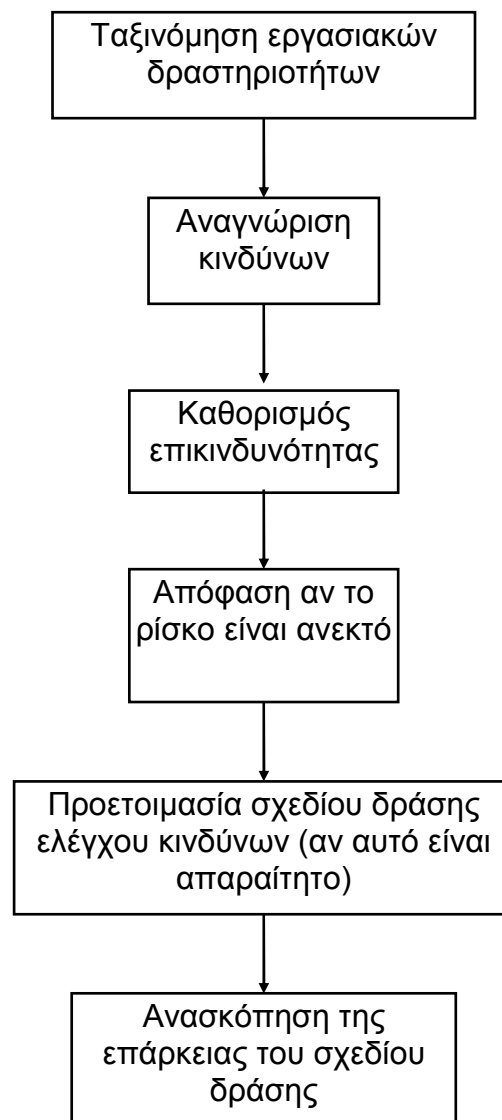 Ταξινόμηση εργασιακών
δραστηριοτήτων
Αναγνώριση
κινδύνων
Καθορισμός
επικινδυνότητας
Απόφαση αν το
ρίσκο είναι ανεκτό
Προετοιμασία σχεδίου δράσης
ελέγχου κινδύνων (αν αυτό είναι
απαραίτητο)
Ανασκόπηση της
επάρκειας του σχεδίου
δράσης